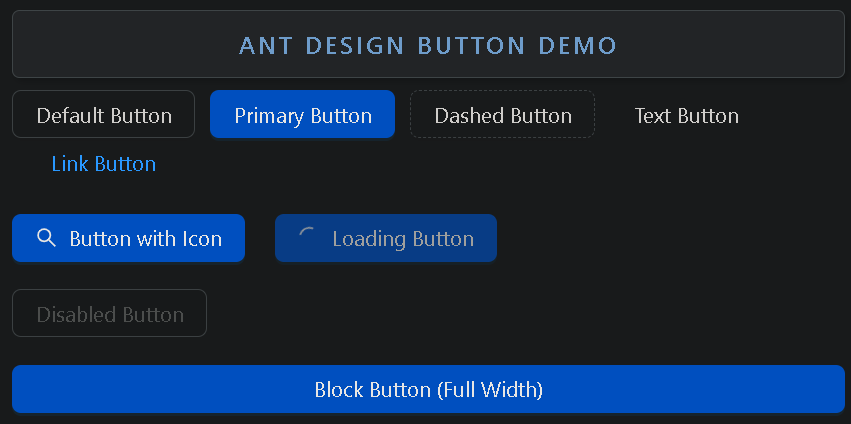 ANT DESIGN BUTTON DEMO
Default Button Primary Button Dashed Button Text Button
Link Button
Button with Icon Loading Button
Disabled Button
Block Button (Full Width)